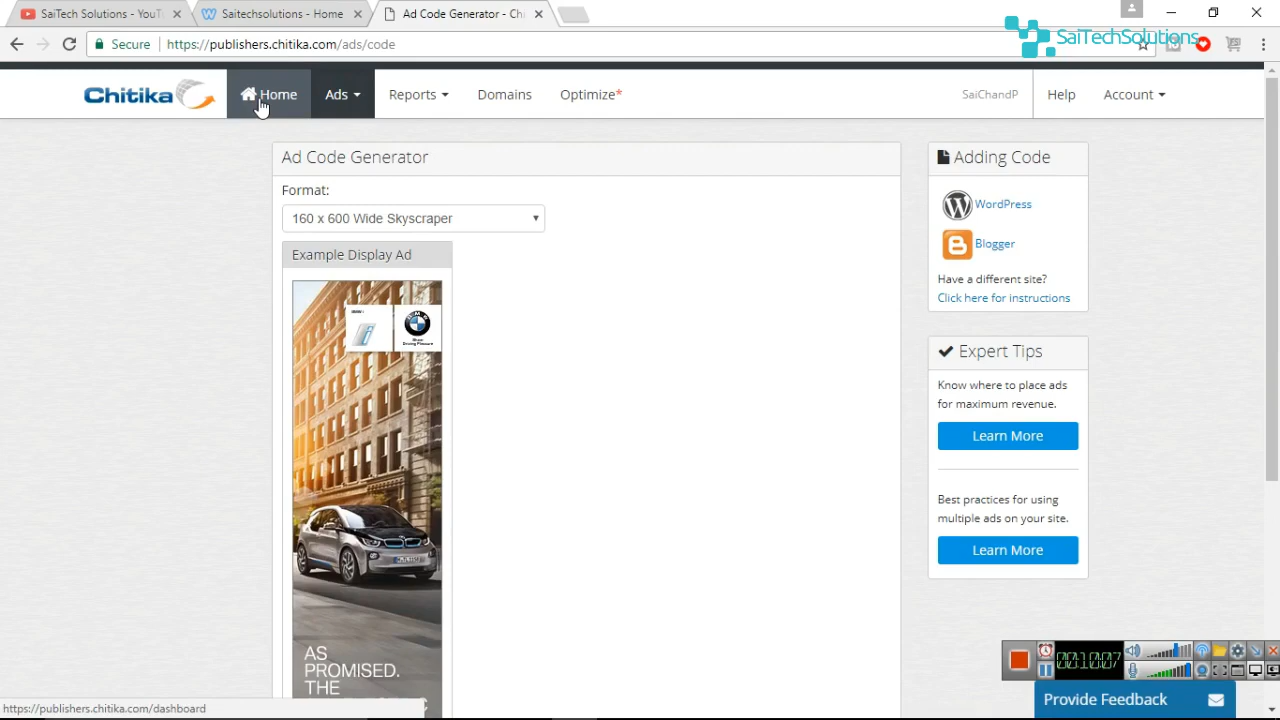 SaiTech Solutions - YouT
Saitechsolutions - Home
Ad Code Generator - Chi
Secure
https://publishers.chitika.com/ads/code
SaiTechSolutions
Chitika
Home
Ads
Reports
Domains
Optimize*
SaiChandP
Help
Account
Ad Code Generator
Format:
160 x 600 Wide Skyscraper
Example Display Ad
AS
PROMISED.
THE
Adding Code
WordPress
Blogger
Have a different site?
Click here for instructions
Expert Tips
Know where to place ads
for maximum revenue.
Learn More
Best practices for using
multiple ads on your site.
Learn More
00:10:07
Provide Feedback
https://publishers.chitika.com/dashboard